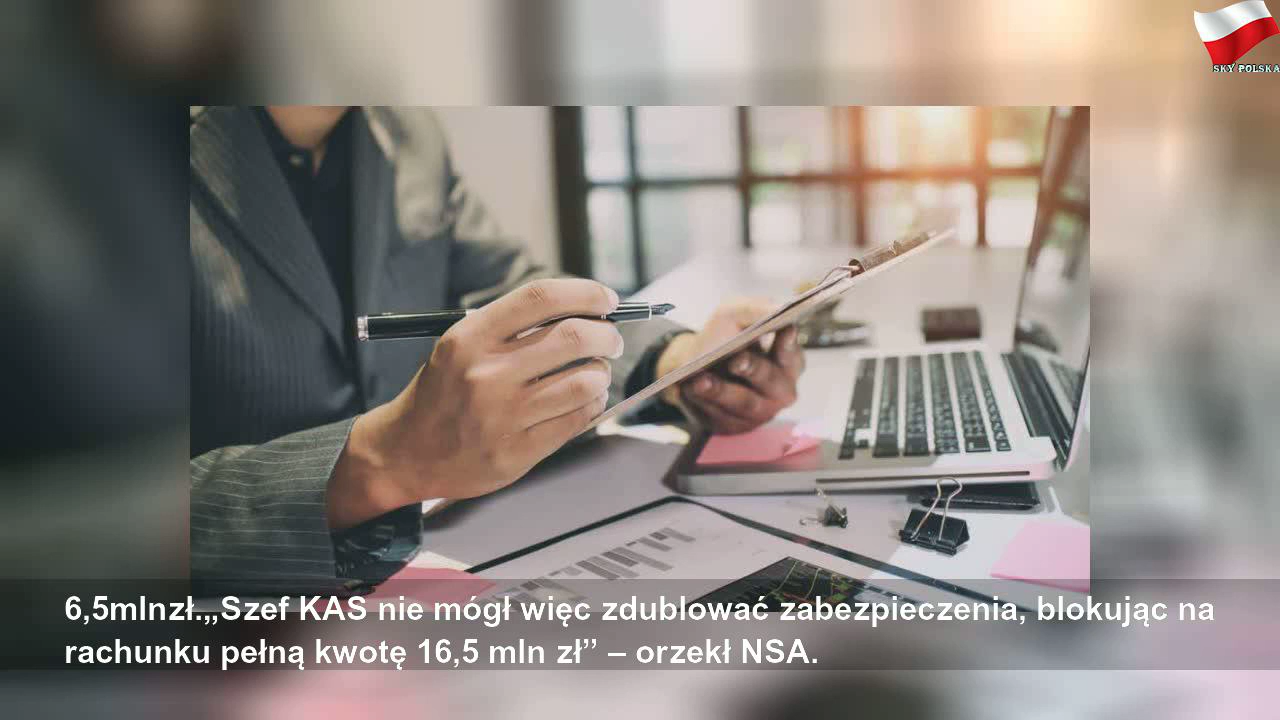 SKY POLSKA
6,5mlnzł.„Szef KAS nie mógł więc zdublować zabezpieczenia, blokując na
rachunku pełną kwotę 16,5 mln zł” – orzekł NSA.